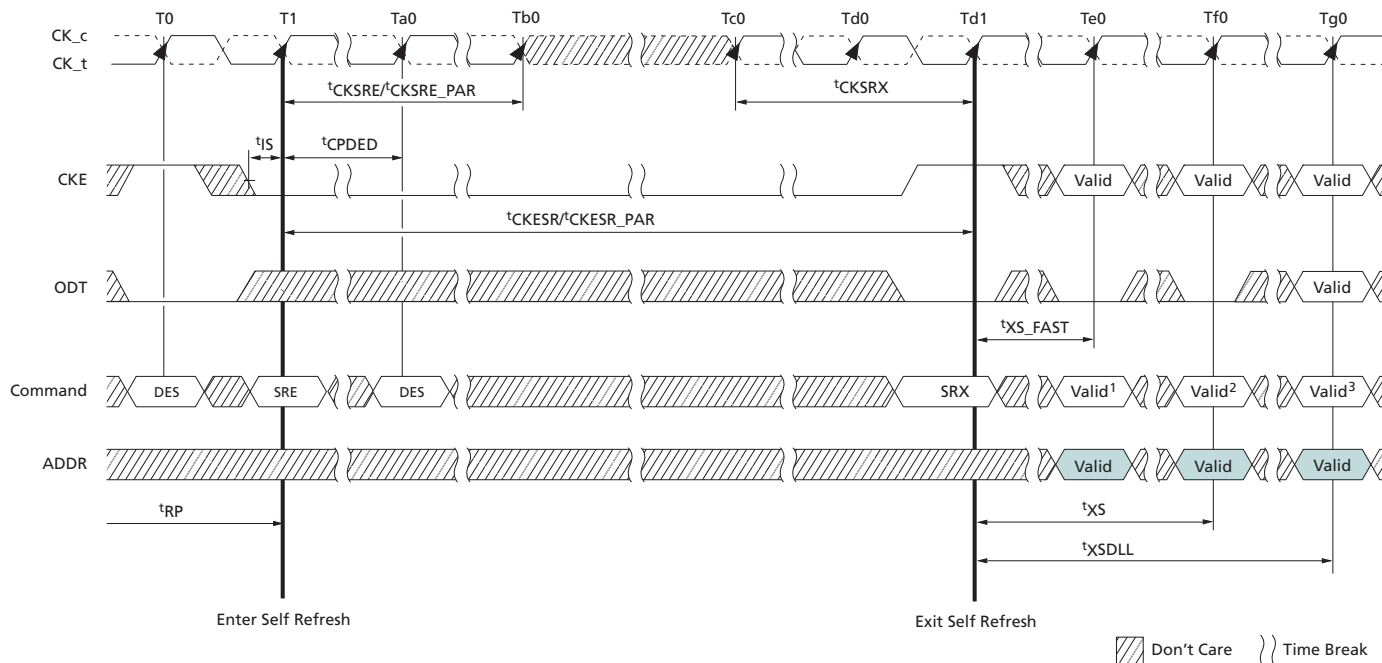 T0 T1 Ta0 Tb0 Tc0 Td0 Td1 Te0 Tf0 Tg0
CK_c
CK_t
tCKSRE/tCKSRE_PAR tCKSRX
tIS tCPDED
CKE Valid Valid Valid
tCKESR/tCKESR_PAR
ODT Valid
tXS_FAST
Command DES SRE DES SRX Valid1 Valid2 Valid3
ADDR Valid Valid Valid
tRP tXS
tXSDLL
Enter Self Refresh Exit Self Refresh
Don't Care Time Break